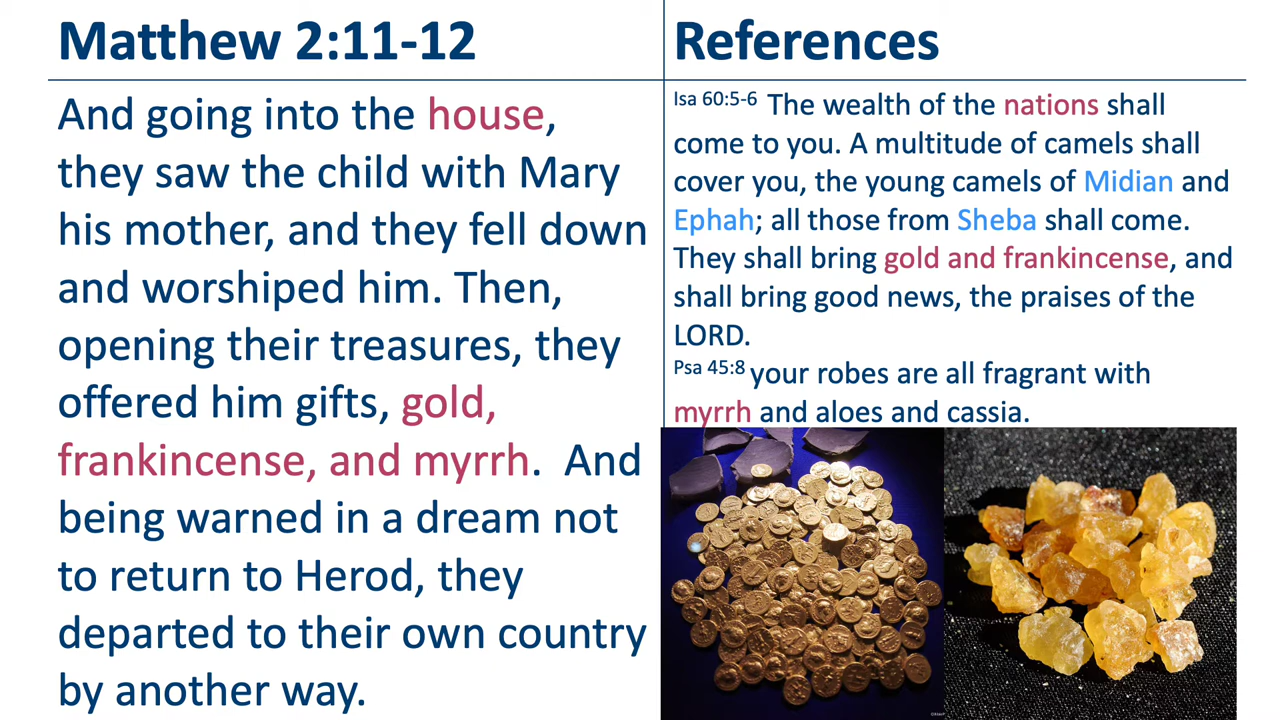 Matthew 2:11-12
And going into the house,
they saw the child with Mary
his mother, and they fell down
and worshiped him. Then,
opening their treasures, they
offered him gifts, gold,
frankincense, and myrrh.  And
being warned in a dream not
to return to Herod, they
departed to their own country
by another way.
References
Isa 60:5-6 The wealth of the nations shall
come to you. A multitude of camels shall
cover you, the young camels of Midian and
Ephah; all those from Sheba shall come.
They shall bring gold and frankincense, and
shall bring good news, the praises of the
LORD.
Psa 45:8 your robes are all fragrant with
myrrh and aloes and cassia.